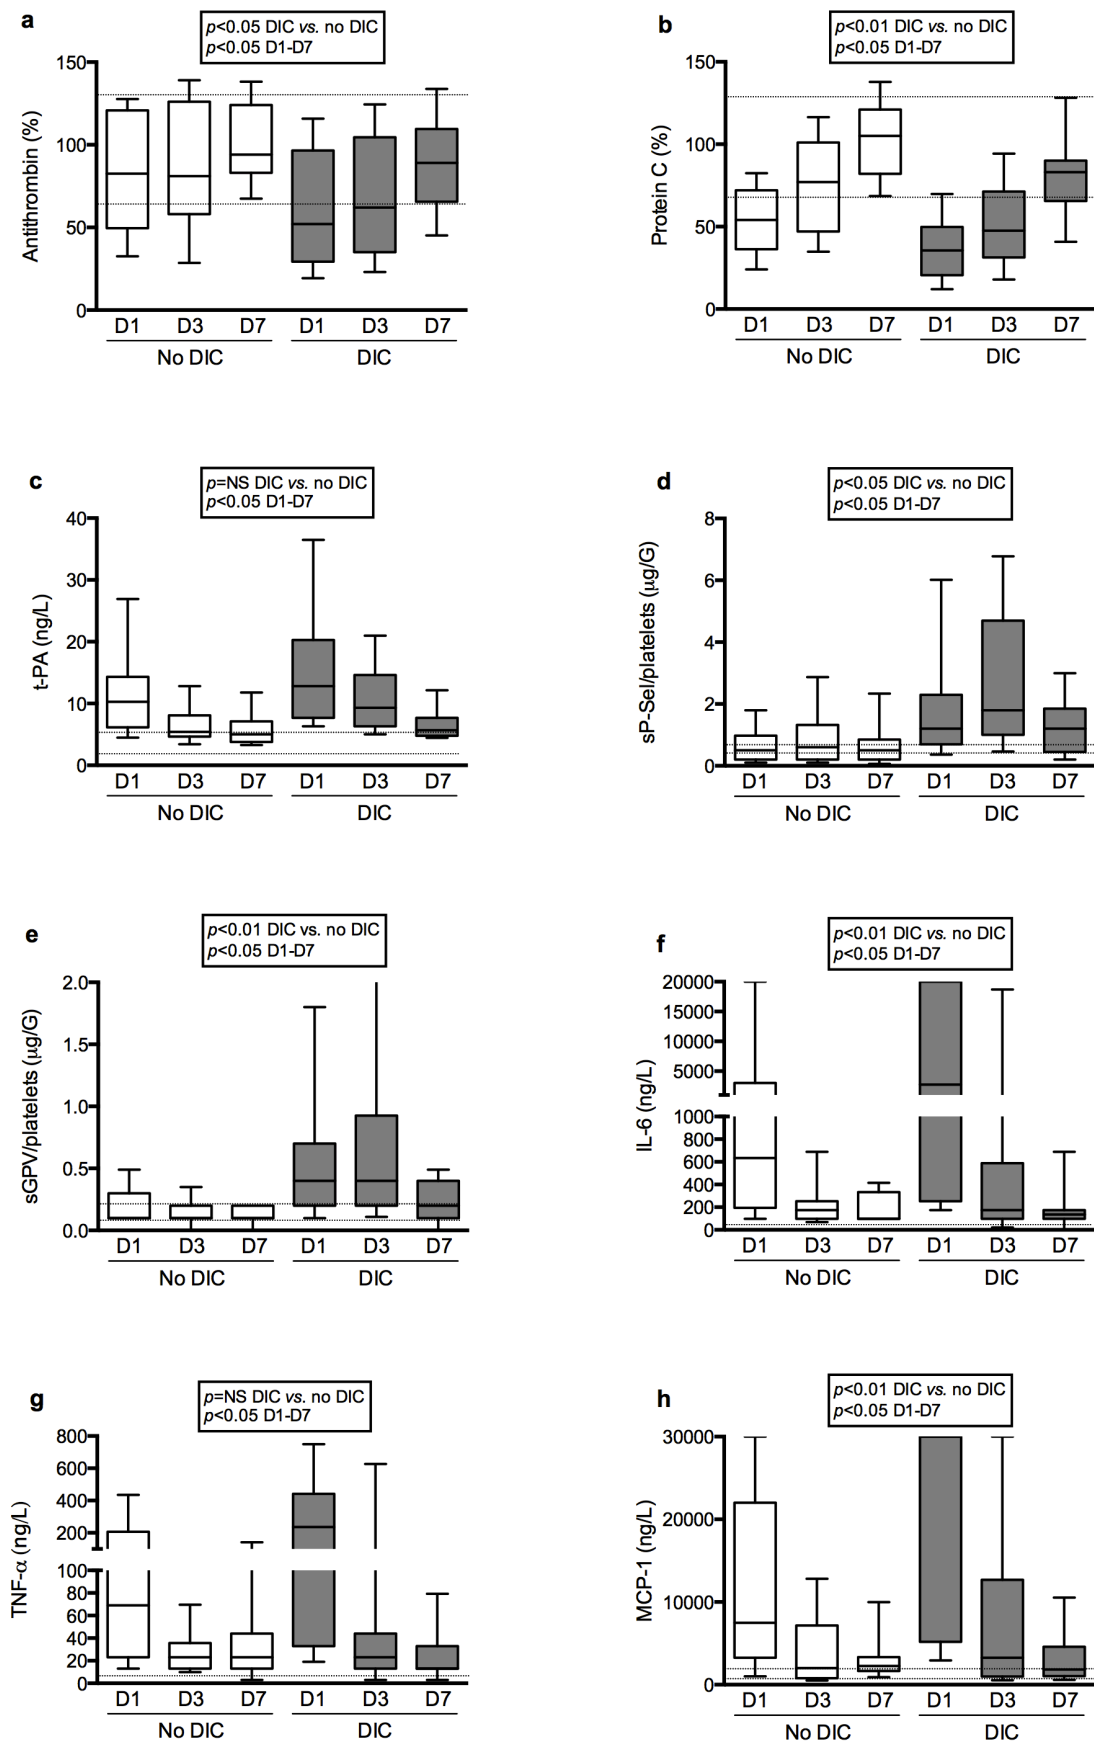 a
p<0.05 DIC vs. no DIC
p<0.05 D1-D7
Antithrombin (%)
150
100
50
0
D1 D3 D7 D1 D3 D7
No DIC DIC
b
p<0.01 DIC vs. no DIC
p<0.05 D1-D7
Protein C (%)
150
100
50
0
D1 D3 D7 D1 D3 D7
No DIC DIC
c
p=NS DIC vs. no DIC
p<0.05 D1-D7
t-PA (ng/L)
40
30
20
10
0
D1 D3 D7 D1 D3 D7
No DIC DIC
d
p<0.05 DIC vs. no DIC
p<0.05 D1-D7
sP-Sel/platelets (µg/G)
8
6
4
2
0
D1 D3 D7 D1 D3 D7
No DIC DIC
e
p<0.01 DIC vs. no DIC
p<0.05 D1-D7
sGPV/platelets (µg/G)
2.0
1.5
1.0
0.5
0.0
D1 D3 D7 D1 D3 D7
No DIC DIC
f
p<0.01 DIC vs. no DIC
p<0.05 D1-D7
IL-6 (ng/L)
20000
15000
10000
5000
1000
800
600
400
200
0
D1 D3 D7 D1 D3 D7
No DIC DIC
g
p=NS DIC vs. no DIC
p<0.05 D1-D7
TNF-α (ng/L)
800
600
400
200
100
80
60
40
20
0
D1 D3 D7 D1 D3 D7
No DIC DIC
h
p<0.01 DIC vs. no DIC
p<0.05 D1-D7
MCP-1 (ng/L)
30000
20000
10000
0
D1 D3 D7 D1 D3 D7
No DIC DIC